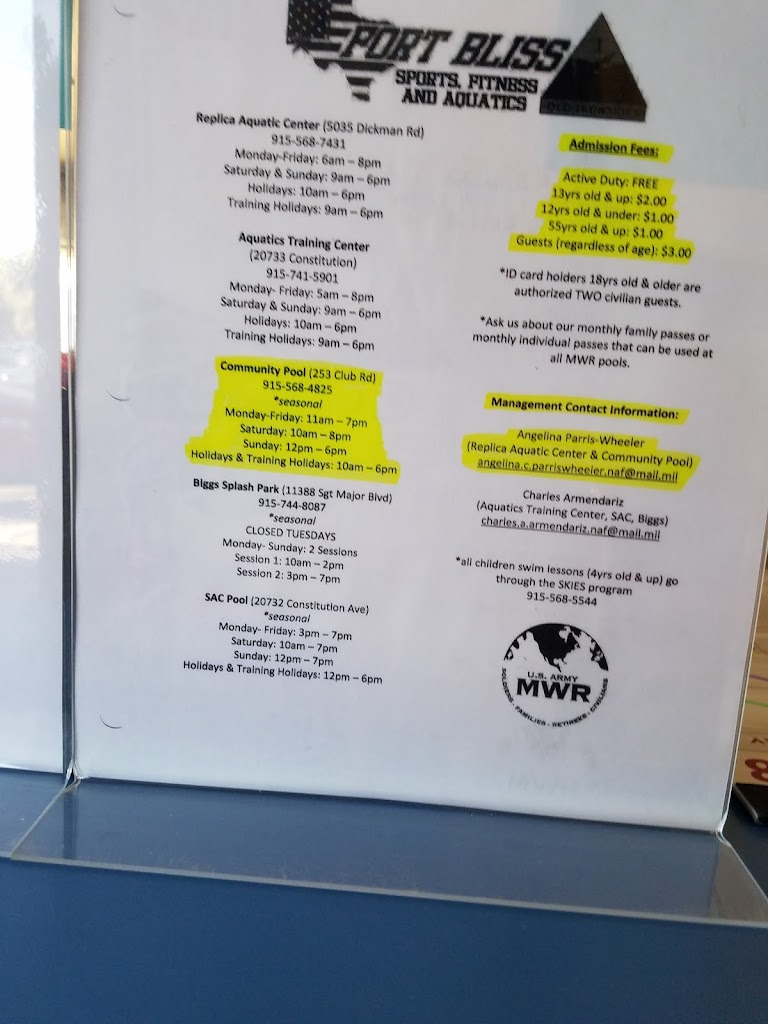 FORT BLISS
SPORTS, FITNESS
AND AQUATICS
Replica Aquatic Center (5035 Dickman Rd)
915-568-7431
Monday-Friday: 6am – 8pm
Saturday & Sunday: 9am – 6pm
Holidays: 10am – 6pm
Training Holidays: 9am – 6pm
Aquatics Training Center
(20733 Constitution)
915-741-5901
Monday- Friday: 5am – 8pm
Saturday & Sunday: 9am – 6pm
Holidays: 10am – 6pm
Training Holidays: 9am – 6pm
Community Pool (253 Club Rd)
915-568-4825
*seasonal
Monday-Friday: 11am – 7pm
Saturday: 10am – 8pm
Sunday: 12pm – 6pm
Holidays & Training Holidays: 10am – 6pm
Biggs Splash Park (11388 Sgt Major Blvd)
915-744-8087
*seasonal
CLOSED TUESDAYS
Monday- Sunday: 2 Sessions
Session 1: 10am – 2pm
Session 2: 3pm – 7pm
SAC Pool (20732 Constitution Ave)
*seasonal
Monday- Friday: 3pm – 7pm
Saturday: 10am – 7pm
Sunday: 12pm – 7pm
Holidays & Training Holidays: 12pm – 6pm
Admission Fees:
Active Duty: FREE
13yrs old & up: $2.00
12yrs old & under: $1.00
55yrs old & up: $1.00
Guests (regardless of age): $3.00
*ID card holders 18yrs old & older are
authorized TWO civilian guests.
*Ask us about our monthly family passes or
monthly individual passes that can be used at
all MWR pools.
Management Contact Information:
Angelina Parris-Wheeler
(Replica Aquatic Center & Community Pool)
angelina.c.parriswheeler.naf@mail.mil
Charles Armendariz
(Aquatics Training Center, SAC, Biggs)
charles.a.armendariz.naf@mail.mil
*all children swim lessons (4yrs old & up) go
through the SKIES program
915-568-5544
U.S. ARMY
MWR
SOLDIERS - FAMILIES - RETIREES - CIVILIANS